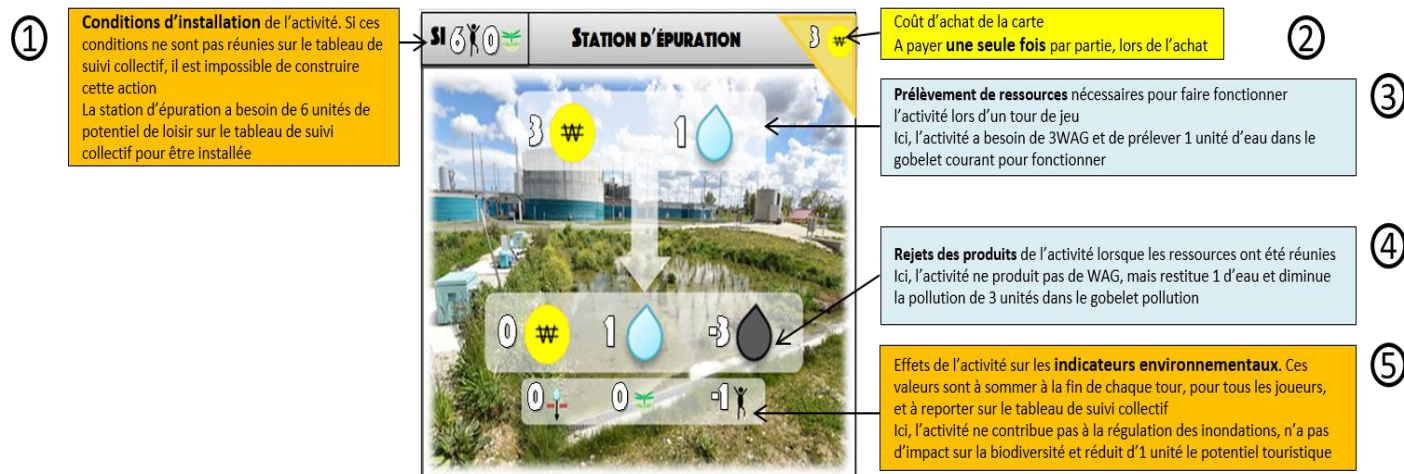 ①
Conditions d'installation de l'activité. Si ces
conditions ne sont pas réunies sur le tableau de
suivi collectif, il est impossible de construire
cette action
La station d'épuration a besoin de 6 unités de
potentiel de loisir sur le tableau de suivi
collectif pour être installée
SI 6 0
STATION D'ÉPURATION
3 ₩
3 ₩ 1
0 ₩ 1 -3
0 0 -1
Coût d'achat de la carte
A payer une seule fois par partie, lors de l'achat
②
Prélèvement de ressources nécessaires pour faire fonctionner
l'activité lors d'un tour de jeu
Ici, l'activité a besoin de 3WAG et de prélever 1 unité d'eau dans le
gobelet courant pour fonctionner
③
Rejets des produits de l'activité lorsque les ressources ont été réunies
Ici, l'activité ne produit pas de WAG, mais restitue 1 d'eau et diminue
la pollution de 3 unités dans le gobelet pollution
④
Effets de l'activité sur les indicateurs environnementaux. Ces
valeurs sont à sommer à la fin de chaque tour, pour tous les joueurs,
et à reporter sur le tableau de suivi collectif
Ici, l'activité ne contribue pas à la régulation des inondations, n'a pas
d'impact sur la biodiversité et réduit d'1 unité le potentiel touristique
⑤